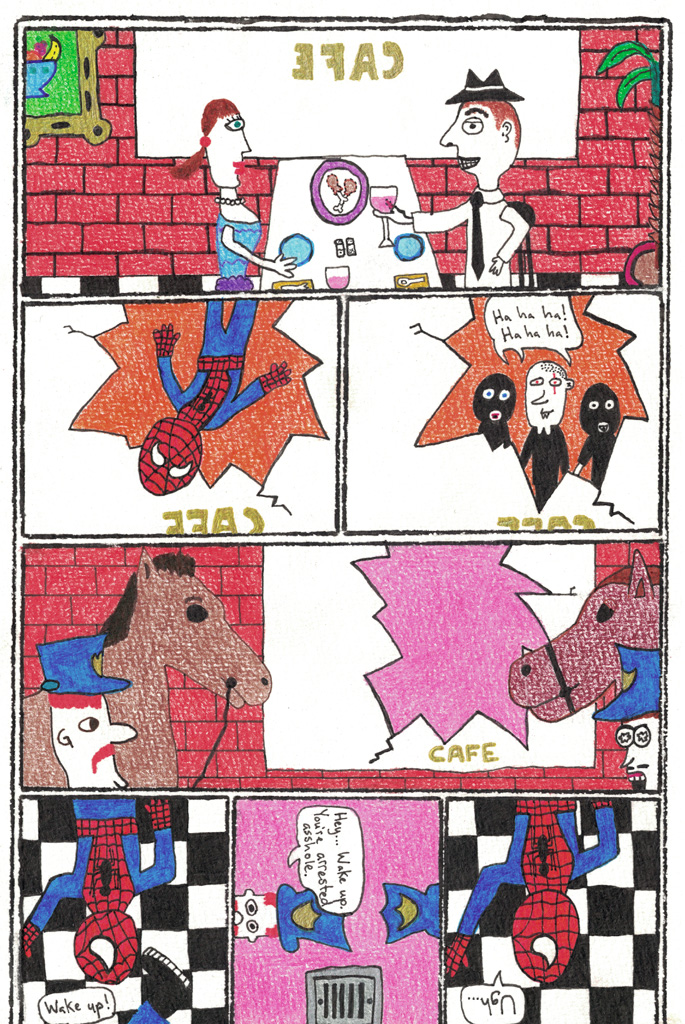 CAFE
CAFE
Ha ha ha!
Ha ha ha!
CAFE
G
CAFE
Wake up!
Hey... Wake up.
You're arrested
asshole.
Ugh...